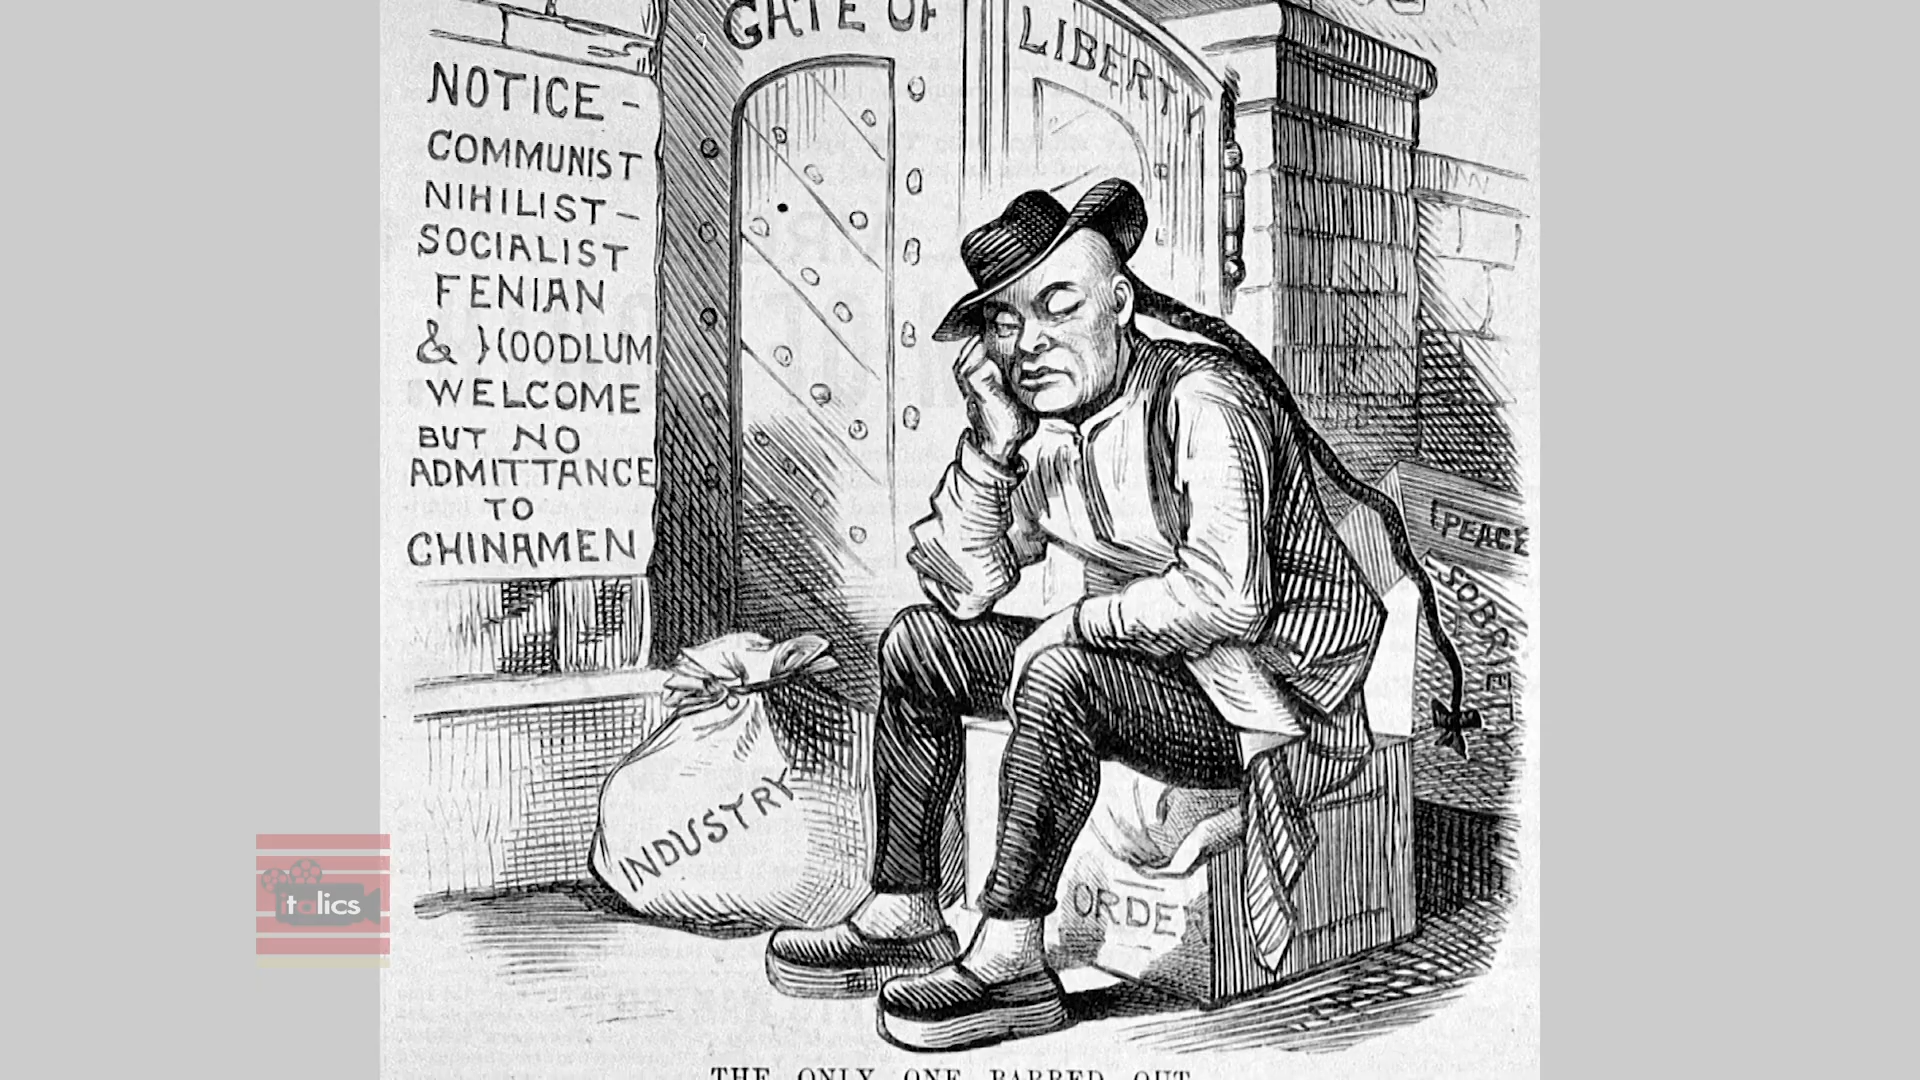 GATE OF
LIBERTY
NOTICE -
COMMUNIST
NIHILIST -
SOCIALIST
FENIAN
& HOODLUM
WELCOME
BUT NO
ADMITTANCE
TO
CHINAMEN
PEACE
SOBRIETY
INDUSTRY
ORDER
italics
THE ONLY ONE BARRED OUT